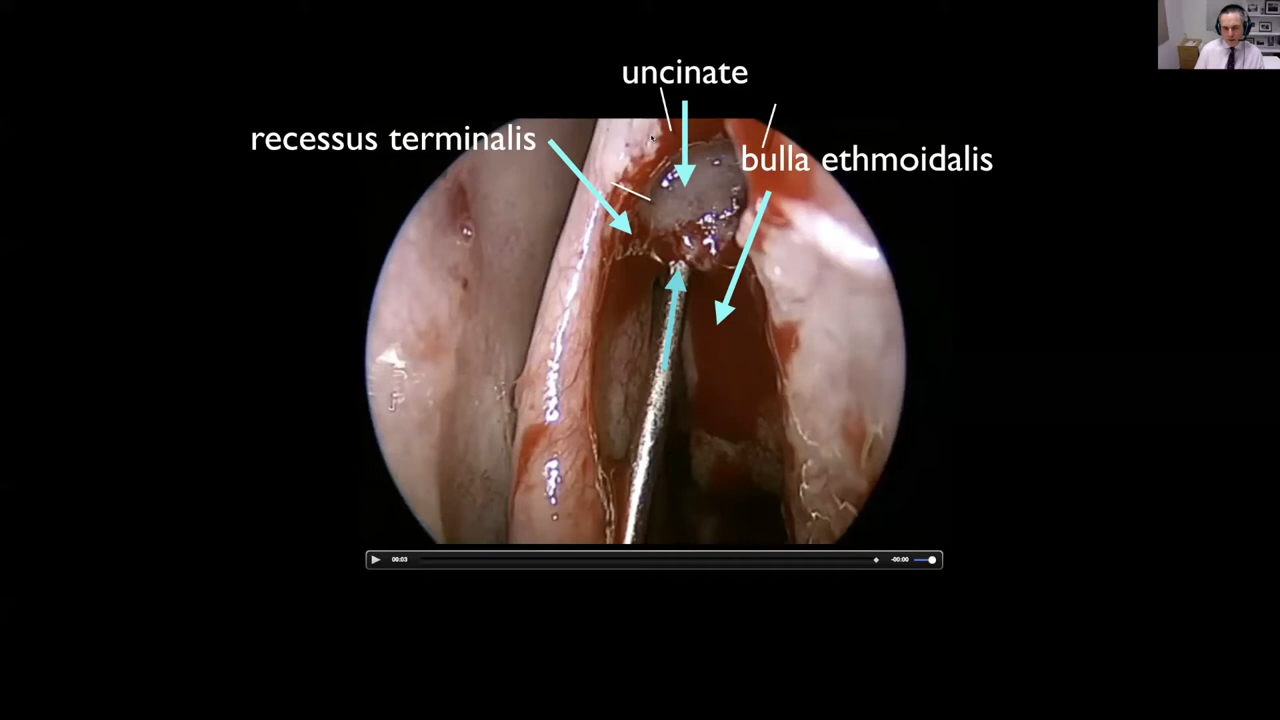 uncinate
recessus terminalis
bulla ethmoidalis
00:03
-00:00